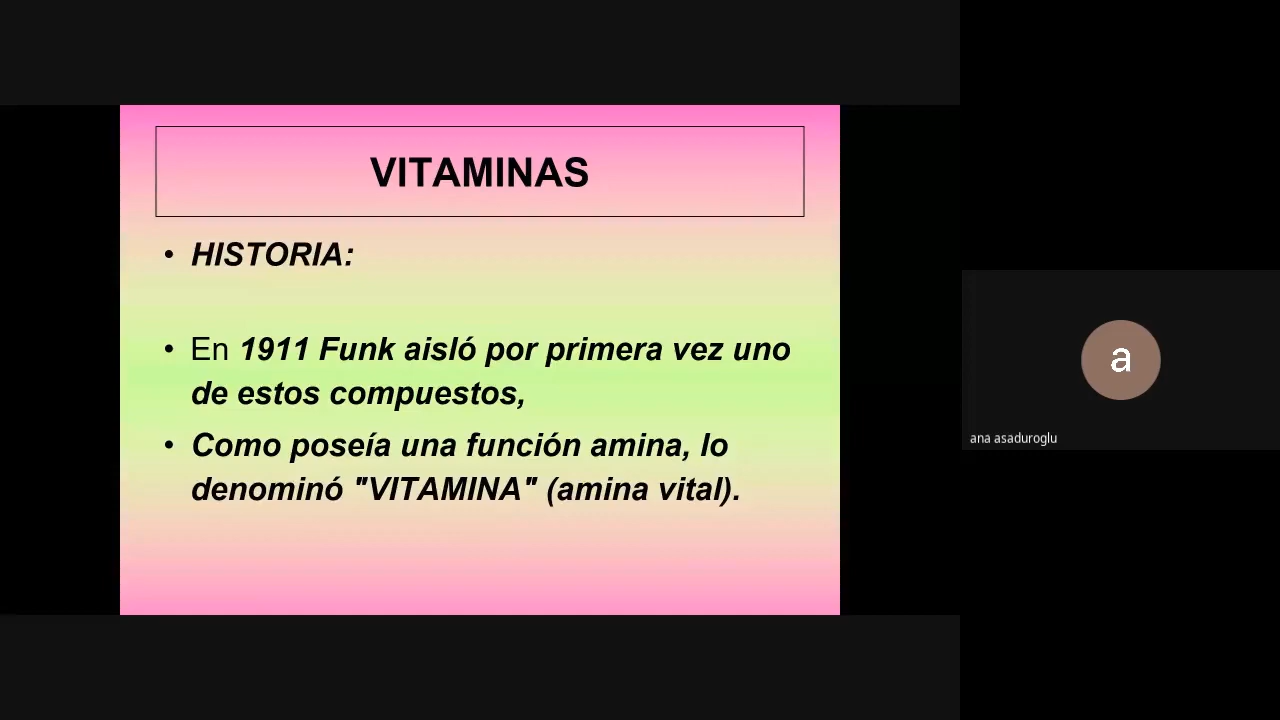 VITAMINAS
• HISTORIA:
• En 1911 Funk aisló por primera vez uno
de estos compuestos,
• Como poseía una función amina, lo
denominó "VITAMINA" (amina vital).
a
ana asaduroglu